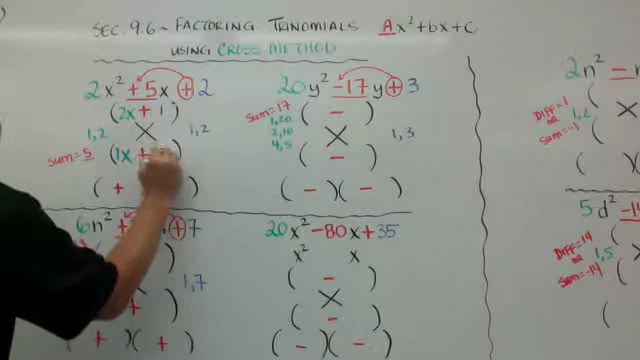 SEC. 9.6 ~ FACTORING TRINOMIALS Ax² + bx + C
USING CROSS METHOD
2x² + 5x + 2
(2x + 1)
1,2 1,2
Sum = 5 (1x + )
( + )
20y² - 17y + 3
Sum = 17
( - )
1,20
2,10
4,5
1,3
( - )
( - )( - )
6n² + + 7
)
1,7
+ )
( + )( + )
20x² - 80x + 35
x² x
( - )
( - )
( - )( - )
2n² -
(
DIFF = 1
OR
Sum = -1
1,2
(
( )(
5d² - 14
(
DIFF = 14
OR
Sum = -14
1,5
(
(